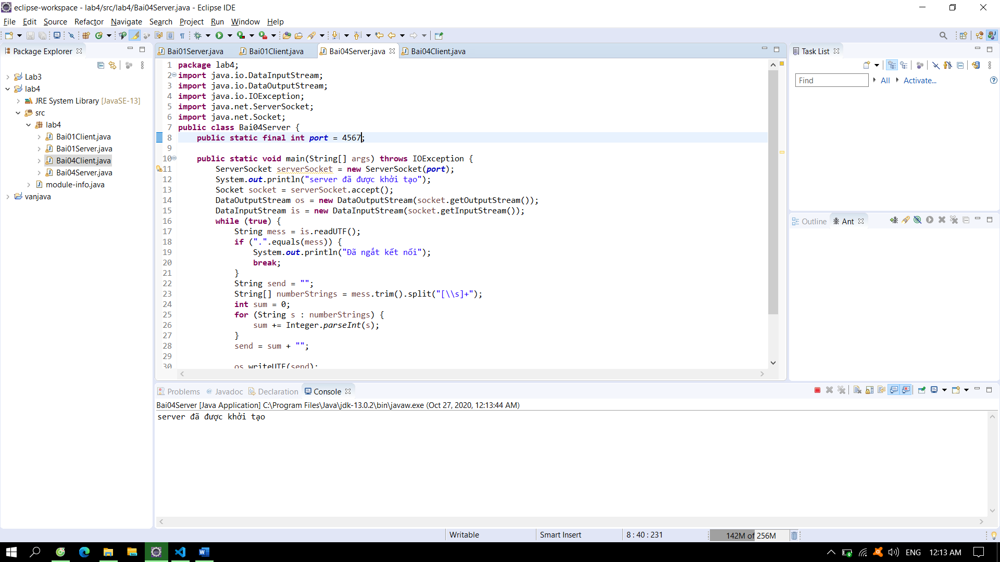 eclipse-workspace - lab4/src/lab4/Bai04Server.java - Eclipse IDE
File Edit Source Refactor Navigate Search Project Run Window Help
Package Explorer
Lab3
lab4
JRE System Library [JavaSE-13]
src
lab4
Bai01Client.java
Bai01Server.java
Bai04Client.java
Bai04Server.java
module-info.java
vanjava
Bai01Server.java Bai01Client.java Bai04Server.java Bai04Client.java
1 package lab4;
2 import java.io.DataInputStream;
3 import java.io.DataOutputStream;
4 import java.io.IOException;
5 import java.net.ServerSocket;
6 import java.net.Socket;
7 public class Bai04Server {
8 public static final int port = 4567;
9
10 public static void main(String[] args) throws IOException {
11 ServerSocket serverSocket = new ServerSocket(port);
12 System.out.println("server đã được khởi tạo");
13 Socket socket = serverSocket.accept();
14 DataOutputStream os = new DataOutputStream(socket.getOutputStream());
15 DataInputStream is = new DataInputStream(socket.getInputStream());
16 while (true) {
17 String mess = is.readUTF();
18 if (".".equals(mess)) {
19 System.out.println("Đã ngắt kết nối");
20 break;
21 }
22 String send = "";
23 String[] numberStrings = mess.trim().split("[\\s]+");
24 int sum = 0;
25 for (String s : numberStrings) {
26 sum += Integer.parseInt(s);
27 }
28 send = sum + "";
29
30 os.writeUTF(send);
Task List
Find All Activate...
Outline Ant
Problems Javadoc Declaration Console
Bai04Server [Java Application] C:\Program Files\Java\jdk-13.0.2\bin\javaw.exe (Oct 27, 2020, 12:13:44 AM)
server đã được khởi tạo
Writable Smart Insert 8 : 40 : 231 142M of 256M
ENG 12:13 AM